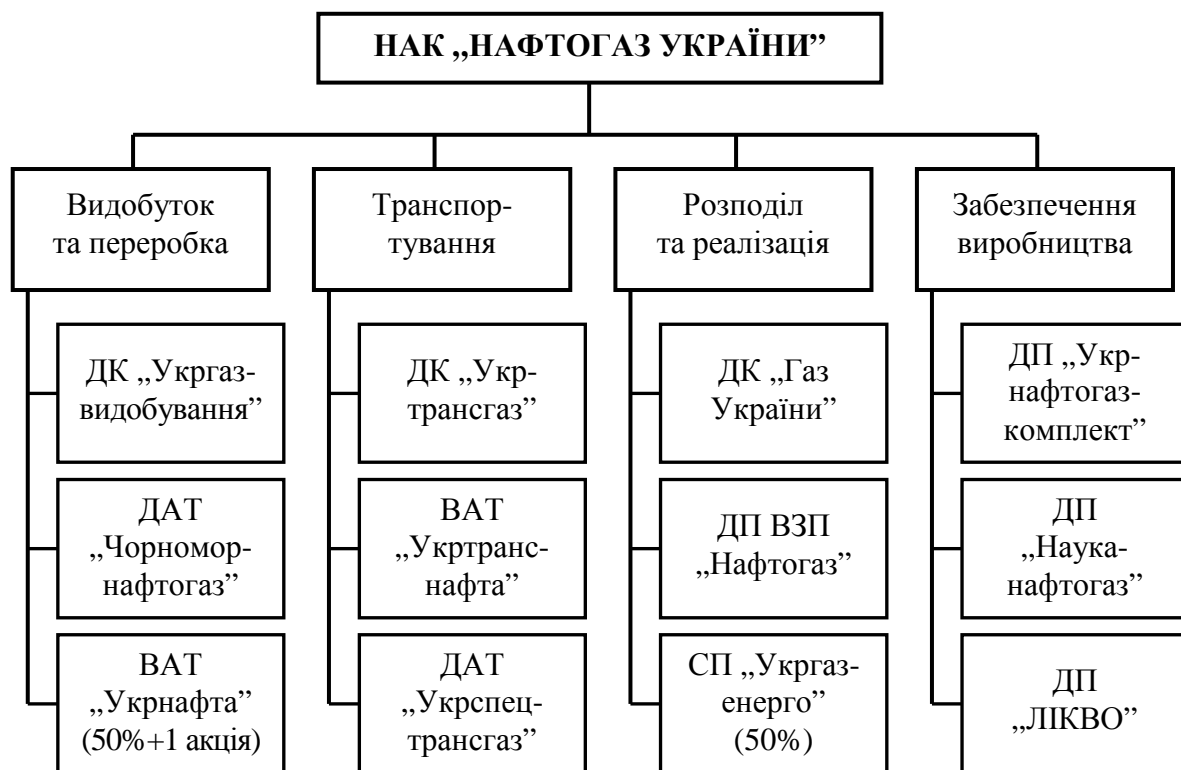 НАК „НАФТОГАЗ УКРАЇНИ”
Видобуток
та переробка
Транспор-
тування
Розподіл
та реалізація
Забезпечення
виробництва
ДК „Укргаз-
видобування”
ДК „Укр-
трансгаз”
ДК „Газ
України”
ДП „Укр-
нафтогаз-
комплект”
ДАТ
„Чорномор-
нафтогаз”
ВАТ
„Укртранс-
нафта”
ДП ВЗП
„Нафтогаз”
ДП
„Наука-
нафтогаз”
ВАТ
„Укрнафта”
(50%+1 акція)
ДАТ
„Укрспец-
трансгаз”
СП „Укргаз-
енерго”
(50%)
ДП
„ЛІКВО”